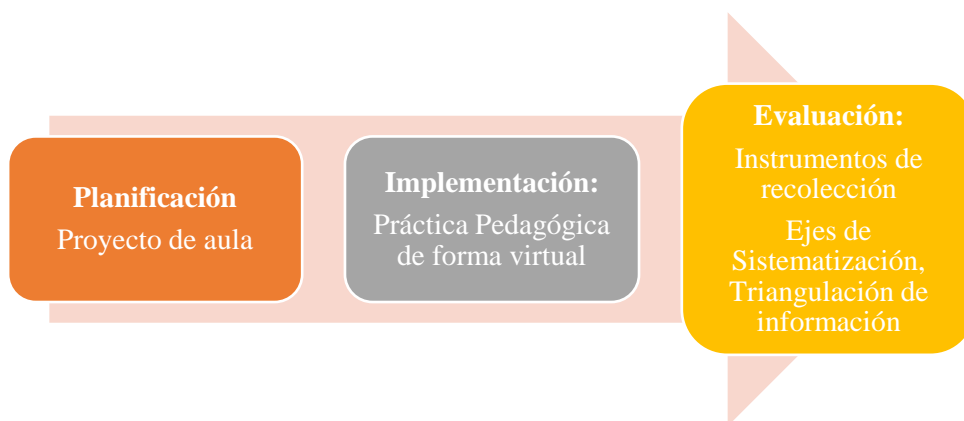 Planificación
Proyecto de aula
Implementación:
Práctica Pedagógica
de forma virtual
Evaluación:
Instrumentos de
recolección
Ejes de
Sistematización,
Triangulación de
información